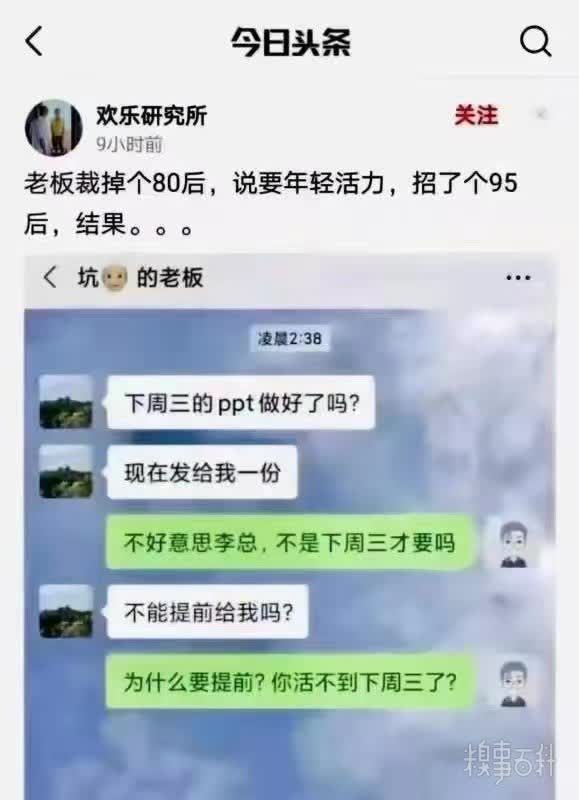 今日头条
欢乐研究所
关注
9小时前
老板裁掉个80后，说要年轻活力，招了个95
后，结果。。。
坑👴🏼的老板
凌晨2:38
下周三的ppt做好了吗?
现在发给我一份
不好意思李总，不是下周三才要吗
不能提前给我吗?
为什么要提前? 你活不到下周三了?
糗事百科